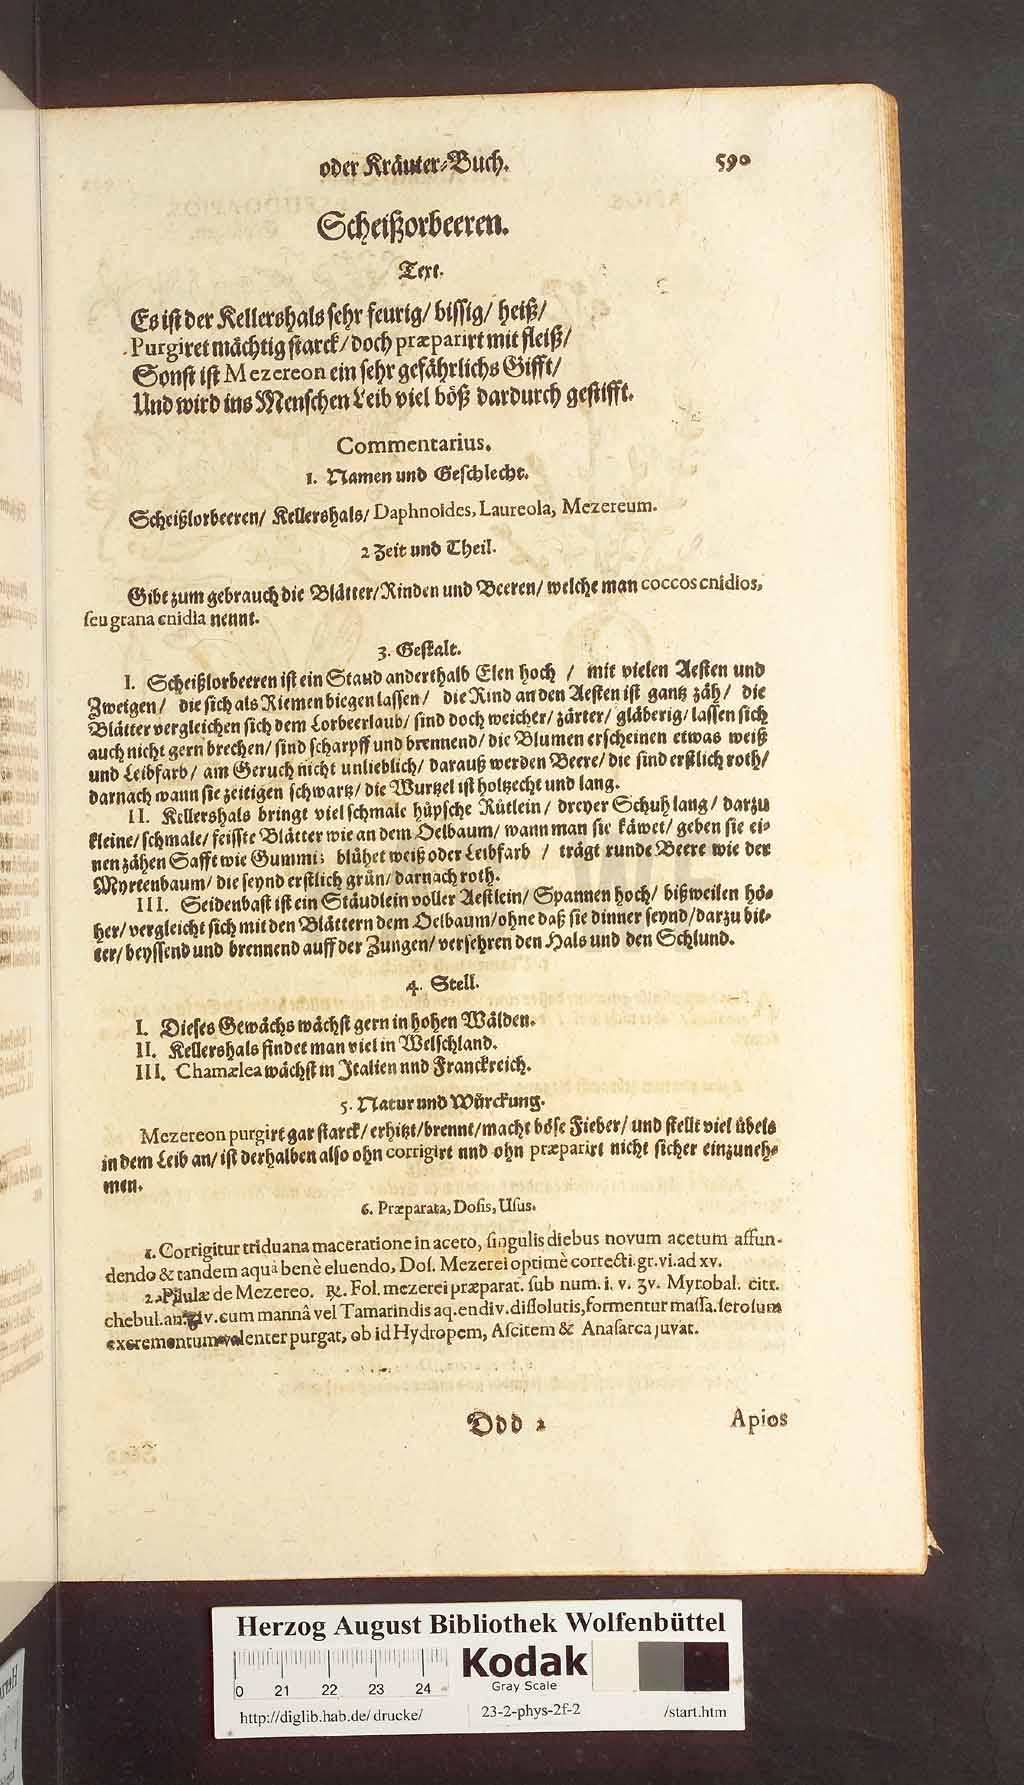 oder Kräuter-Buch. 590
Scheißorbeeren.
Text.
Es ist der Kellershals sehr feurig/ bissig/ heiß/
Purgiret mächtig starck/ doch præparirt mit fleiß/
Sonst ist Mezereon ein sehr gefährlichs Gifft/
Und wird ins Menschen Leib viel böß dardurch gestifft.
Commentarius.
1. Namen und Geschlecht.
Scheißlorbeeren/ Kellershals/ Daphnoides, Laureola, Mezereum.
2 Zeit und Theil.
Gibt zum gebrauch die Blätter/ Rinden und Beeren/ welche man coccos cnidios,
seu grana cnidia nennt.
3. Gestalt.
I. Scheißlorbeeren ist ein Staud anderthalb Elen hoch / mit vielen Aesten und
Zweigen/ die sich als Riemen biegen lassen/ die Rind an den Aesten ist gantz zäh/ die
Blätter vergleichen sich dem Lorbeerlaub/ sind doch weicher/ zärter/ gläberig/ lassen sich
auch nicht gern brechen/ sind scharpff und brennend/ die Blumen erscheinen etwas weiß
und Leibfarb/ am Geruch nicht unlieblich/ darauß werden Beere/ die sind erstlich roth/
darnach wann sie zeitigen schwartz/ die Wurtzel ist holtzecht und lang.
II. Kellershals bringt viel schmale hüpsche Rütlein/ dreyer Schuh lang/ darzu
kleine/ schmale/ feisste Blätter wie an dem Oelbaum/ wann man sie käwet/ geben sie ei-
nen zähen Safft wie Gummi; blühet weiß oder Leibfarb / trägt runde Beere wie der
Myrtenbaum/ die seynd erstlich grün/ darnach roth.
III. Seidenbast ist ein Stäudlein voller Aestlein/ Spannen hoch/ bißweilen hö-
her/ vergleicht sich mit den Blättern dem Oelbaum/ ohne daß sie dinner seynd/ darzu bit-
ter/ beyssend und brennend auff der Zungen/ versehren den Hals und den Schlund.
4. Stell.
I. Dieses Gewächs wächst gern in hohen Wälden.
II. Kellershals findet man viel in Welschland.
III. Chamælea wächst in Italien nnd Franckreich.
5. Natur und Würckung.
Mezereon purgirt gar starck/ erhitzt/ brennt/ macht böse Fieber/ und stellt viel übels
in dem Leib an/ ist derhalben also ohn corrigirt nnd ohn præparirt nicht sicher einzuneh-
men.
6. Præparata, Dosis, Usus.
1. Corrigitur triduana maceratione in aceto, singulis diebus novum acetum affun-
dendo & tandem aquâ benè eluendo, Dos. Mezerei optimè correcti. gr. vi. ad xv.
2. Pilulæ de Mezereo. ℞. Fol. mezerei præparat. sub num. i. v. ʒv. Myrobal. citr.
chebul. an. iv. cum mannâ vel Tamarindis aq. endiv. dissolutis, formentur massa. serosum
excrementum valenter purgat, ob id Hydropem, Ascitem & Anasarca juvat.
Ddd 2 Apios
Herzog August Bibliothek Wolfenbüttel
0 21 22 23 24
Kodak
Gray Scale
http://diglib.hab.de/drucke/ 23-2-phys-2f-2 /start.htm